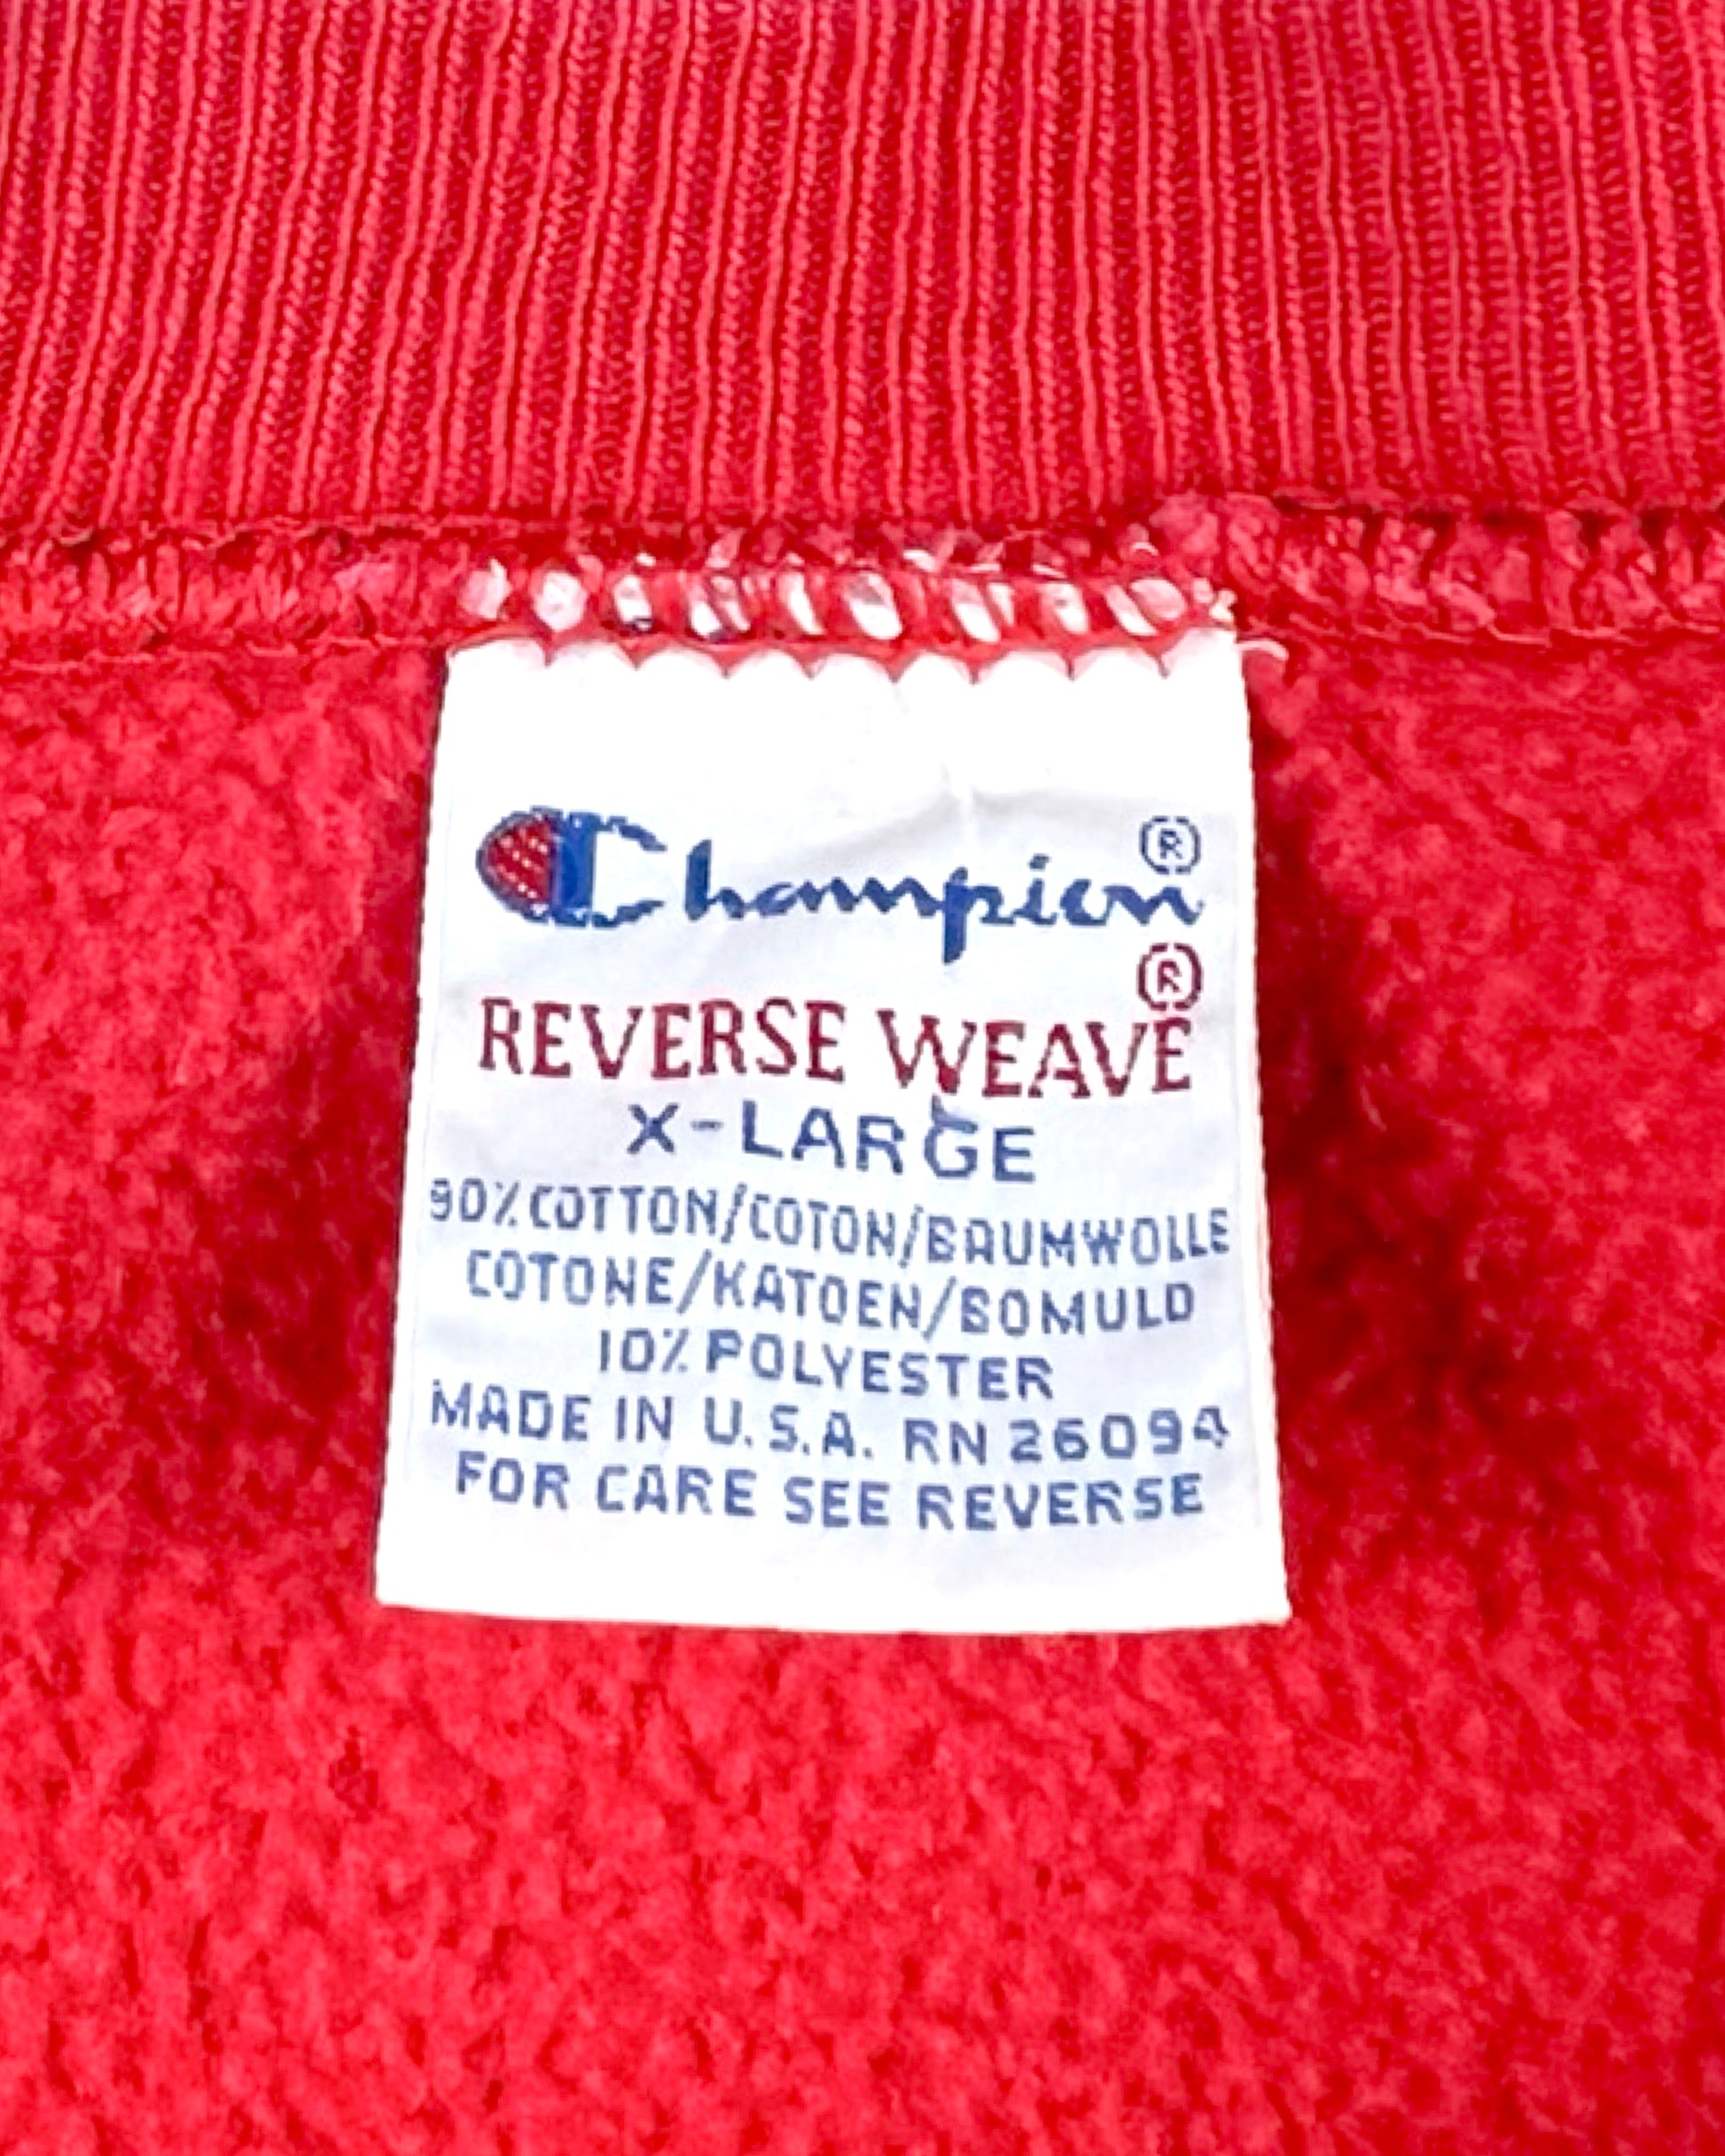 Champion®
REVERSE WEAVE®
X-LARGE
90% COTTON/COTON/BAUMWOLLE
COTONE/KATOEN/BOMULD
10% POLYESTER
MADE IN U.S.A. RN 26094
FOR CARE SEE REVERSE